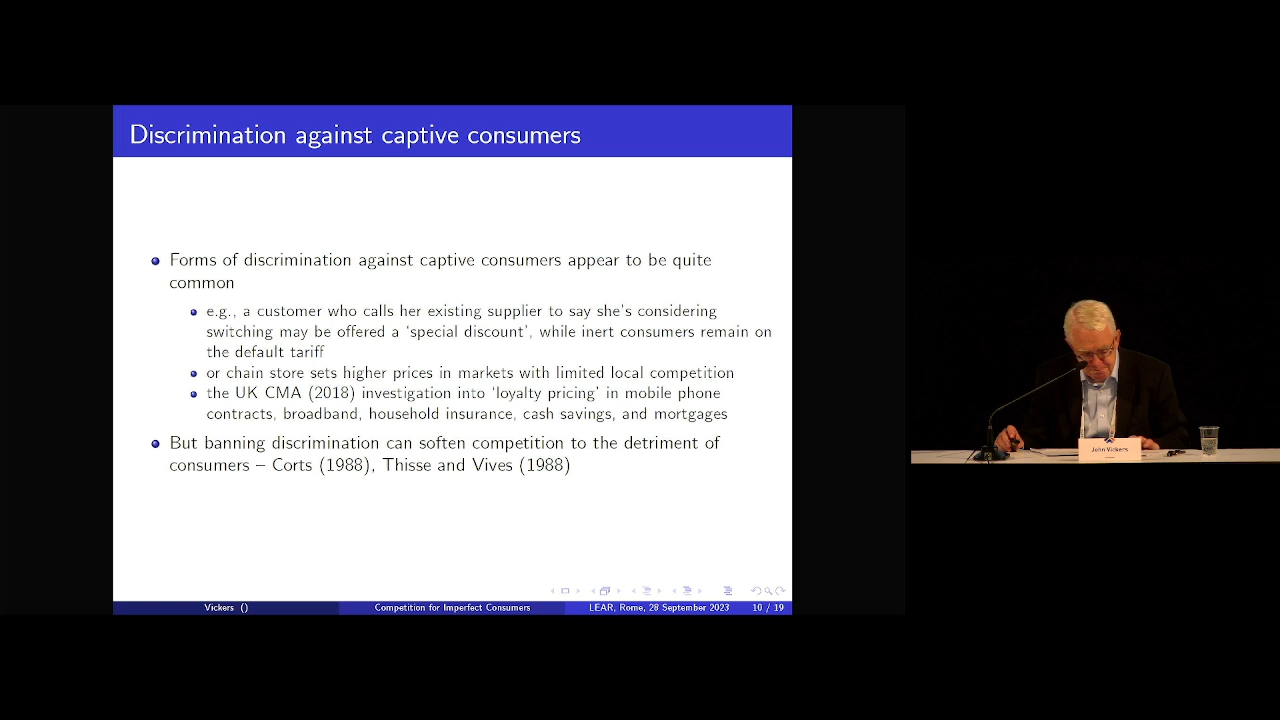 Discrimination against captive consumers
Forms of discrimination against captive consumers appear to be quite
common
e.g., a customer who calls her existing supplier to say she's considering
switching may be offered a 'special discount', while inert consumers remain on
the default tariff
or chain store sets higher prices in markets with limited local competition
the UK CMA (2018) investigation into 'loyalty pricing' in mobile phone
contracts, broadband, household insurance, cash savings, and mortgages
But banning discrimination can soften competition to the detriment of
consumers – Corts (1988), Thisse and Vives (1988)
Vickers () Competition for Imperfect Consumers LEAR, Rome, 28 September 2023 10 / 19
John Vickers